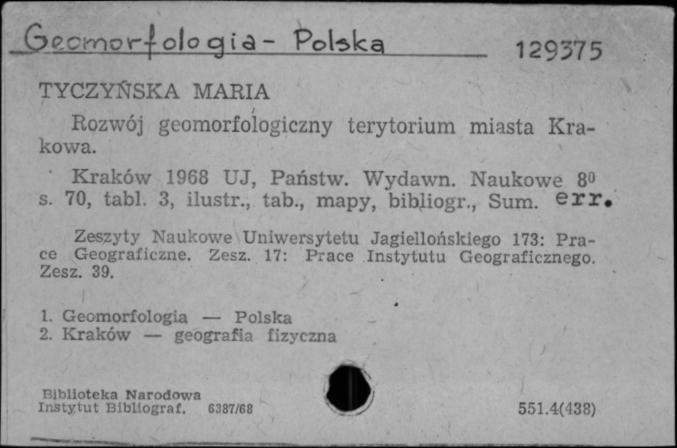 Geomorfologia - Polska
129375
TYCZYŃSKA MARIA
Rozwój geomorfologiczny terytorium miasta Kra-
kowa.
Kraków 1968 UJ, Państw. Wydawn. Naukowe 8⁰
s. 70, tabl. 3, ilustr., tab., mapy, bibliogr., Sum. err.
Zeszyty Naukowe Uniwersytetu Jagiellońskiego 173: Pra-
ce Geograficzne. Zesz. 17: Prace Instytutu Geograficznego.
Zesz. 39.
1. Geomorfologia — Polska
2. Kraków — geografia fizyczna
Biblioteka Narodowa
Instytut Bibliograf. 6387/68
551.4(438)